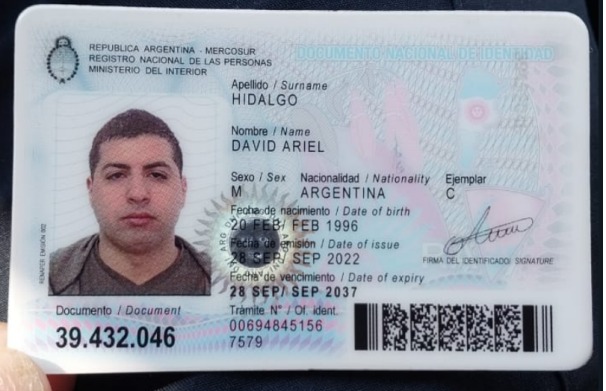 REPUBLICA ARGENTINA - MERCOSUR
REGISTRO NACIONAL DE LAS PERSONAS
MINISTERIO DEL INTERIOR
DOCUMENTO NACIONAL DE IDENTIDAD
Apellido / Surname
HIDALGO
Nombre / Name
DAVID ARIEL
Sexo / Sex Nacionalidad / Nationality Ejemplar
M ARGENTINA C
Fecha de nacimiento / Date of birth
20 FEB/ FEB 1996
Fecha de emisión / Date of issue
28 SEP/ SEP 2022
FIRMA DEL IDENTIFICADO/ SIGNATURE
Fecha de vencimiento / Date of expiry
28 SEP/ SEP 2037
Documento / Document
39.432.046
Trámite N° / Of. ident.
00694845156
7579